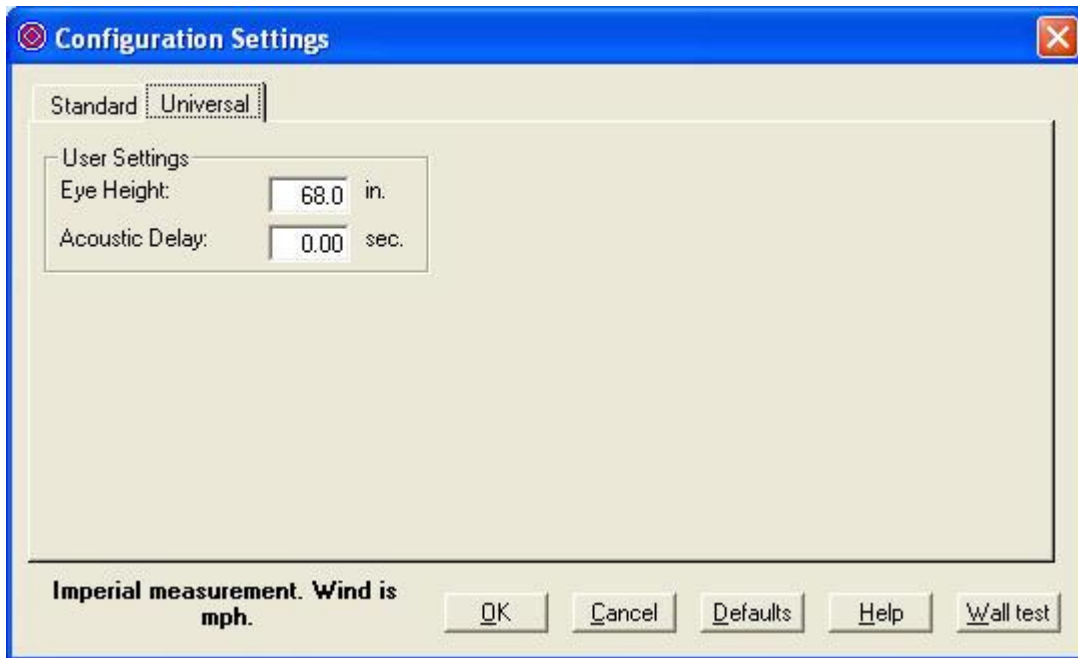 Configuration Settings
Standard Universal
User Settings
Eye Height: 68.0 in.
Acoustic Delay: 0.00 sec.
Imperial measurement. Wind is
mph.
OK Cancel Defaults Help Wall test